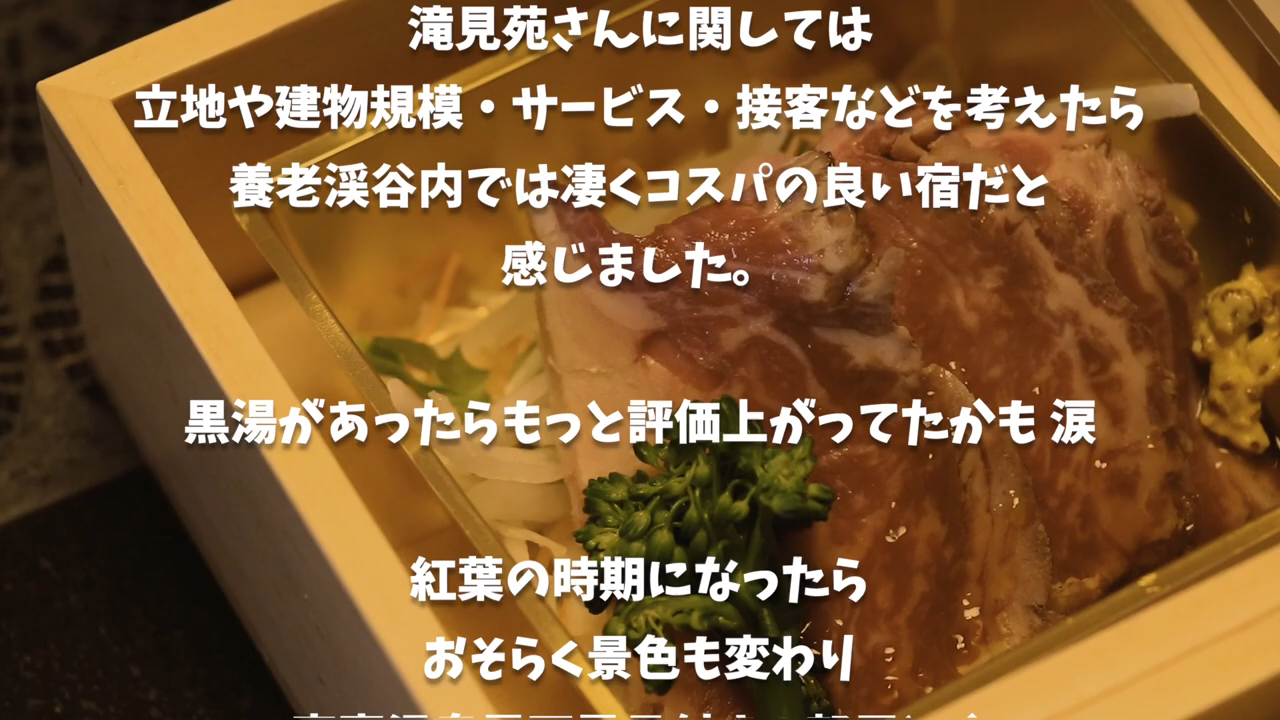 滝見苑さんに関しては
立地や建物規模・サービス・接客などを考えたら
養老渓谷内では凄くコスパの良い宿だと
感じました。
黒湯があったらもっと評価上がってたかも 涙
紅葉の時期になったら
おそらく景色も変わり